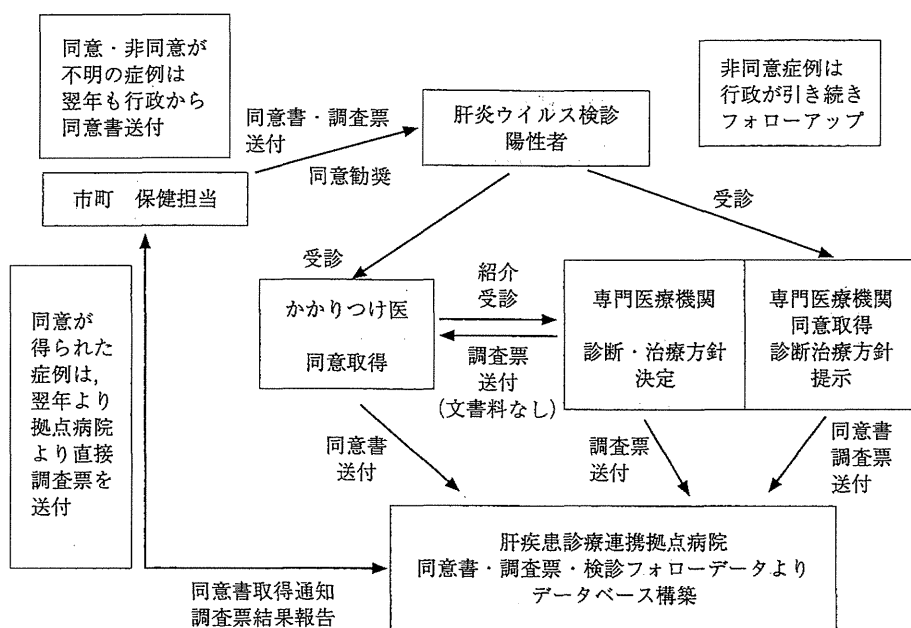 同意・非同意が
不明の症例は
翌年も行政から
同意書送付
非同意症例は
行政が引き続き
フォローアップ
同意書・調査票
送付
同意勧奨
肝炎ウイルス検診
陽性者
市町 保健担当
受診
受診
同意が
得られた
症例は,
翌年より
拠点病院
より直接
調査票を
送付
かかりつけ医
同意取得
紹介
受診
調査票
送付
(文書料なし)
専門医療機関
診断・治療方針
決定
専門医療機関
同意取得
診断治療方針
提示
同意書
送付
調査票
送付
同意書
調査票
送付
肝疾患診療連携拠点病院
同意書・調査票・検診フォローデータより
データベース構築
同意書取得通知
調査票結果報告